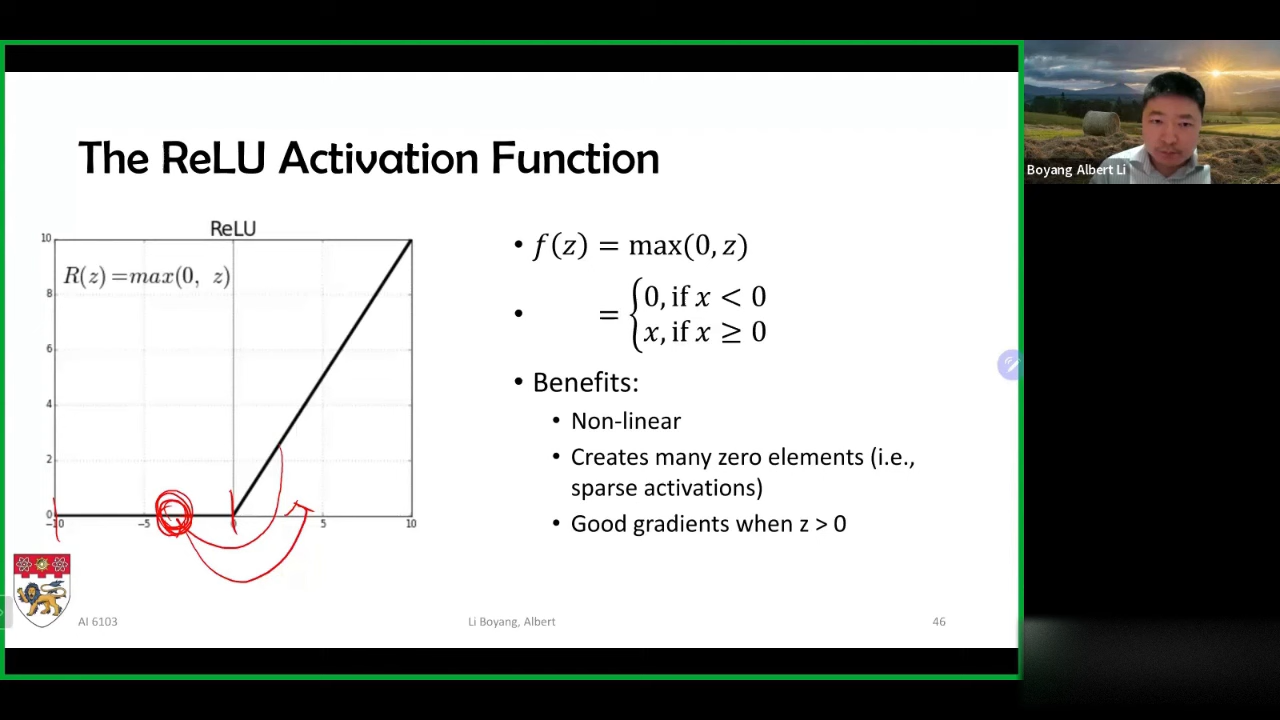 The ReLU Activation Function
Boyang Albert Li
ReLU
R(z) =max(0, z)
10
8
6
4
2
0
−10
−5
0
5
10
• f(z) = max(0, z)
• = {0, if x < 0
x, if x ≥ 0
• Benefits:
• Non-linear
• Creates many zero elements (i.e.,
sparse activations)
• Good gradients when z > 0
AI 6103
Li Boyang, Albert
46